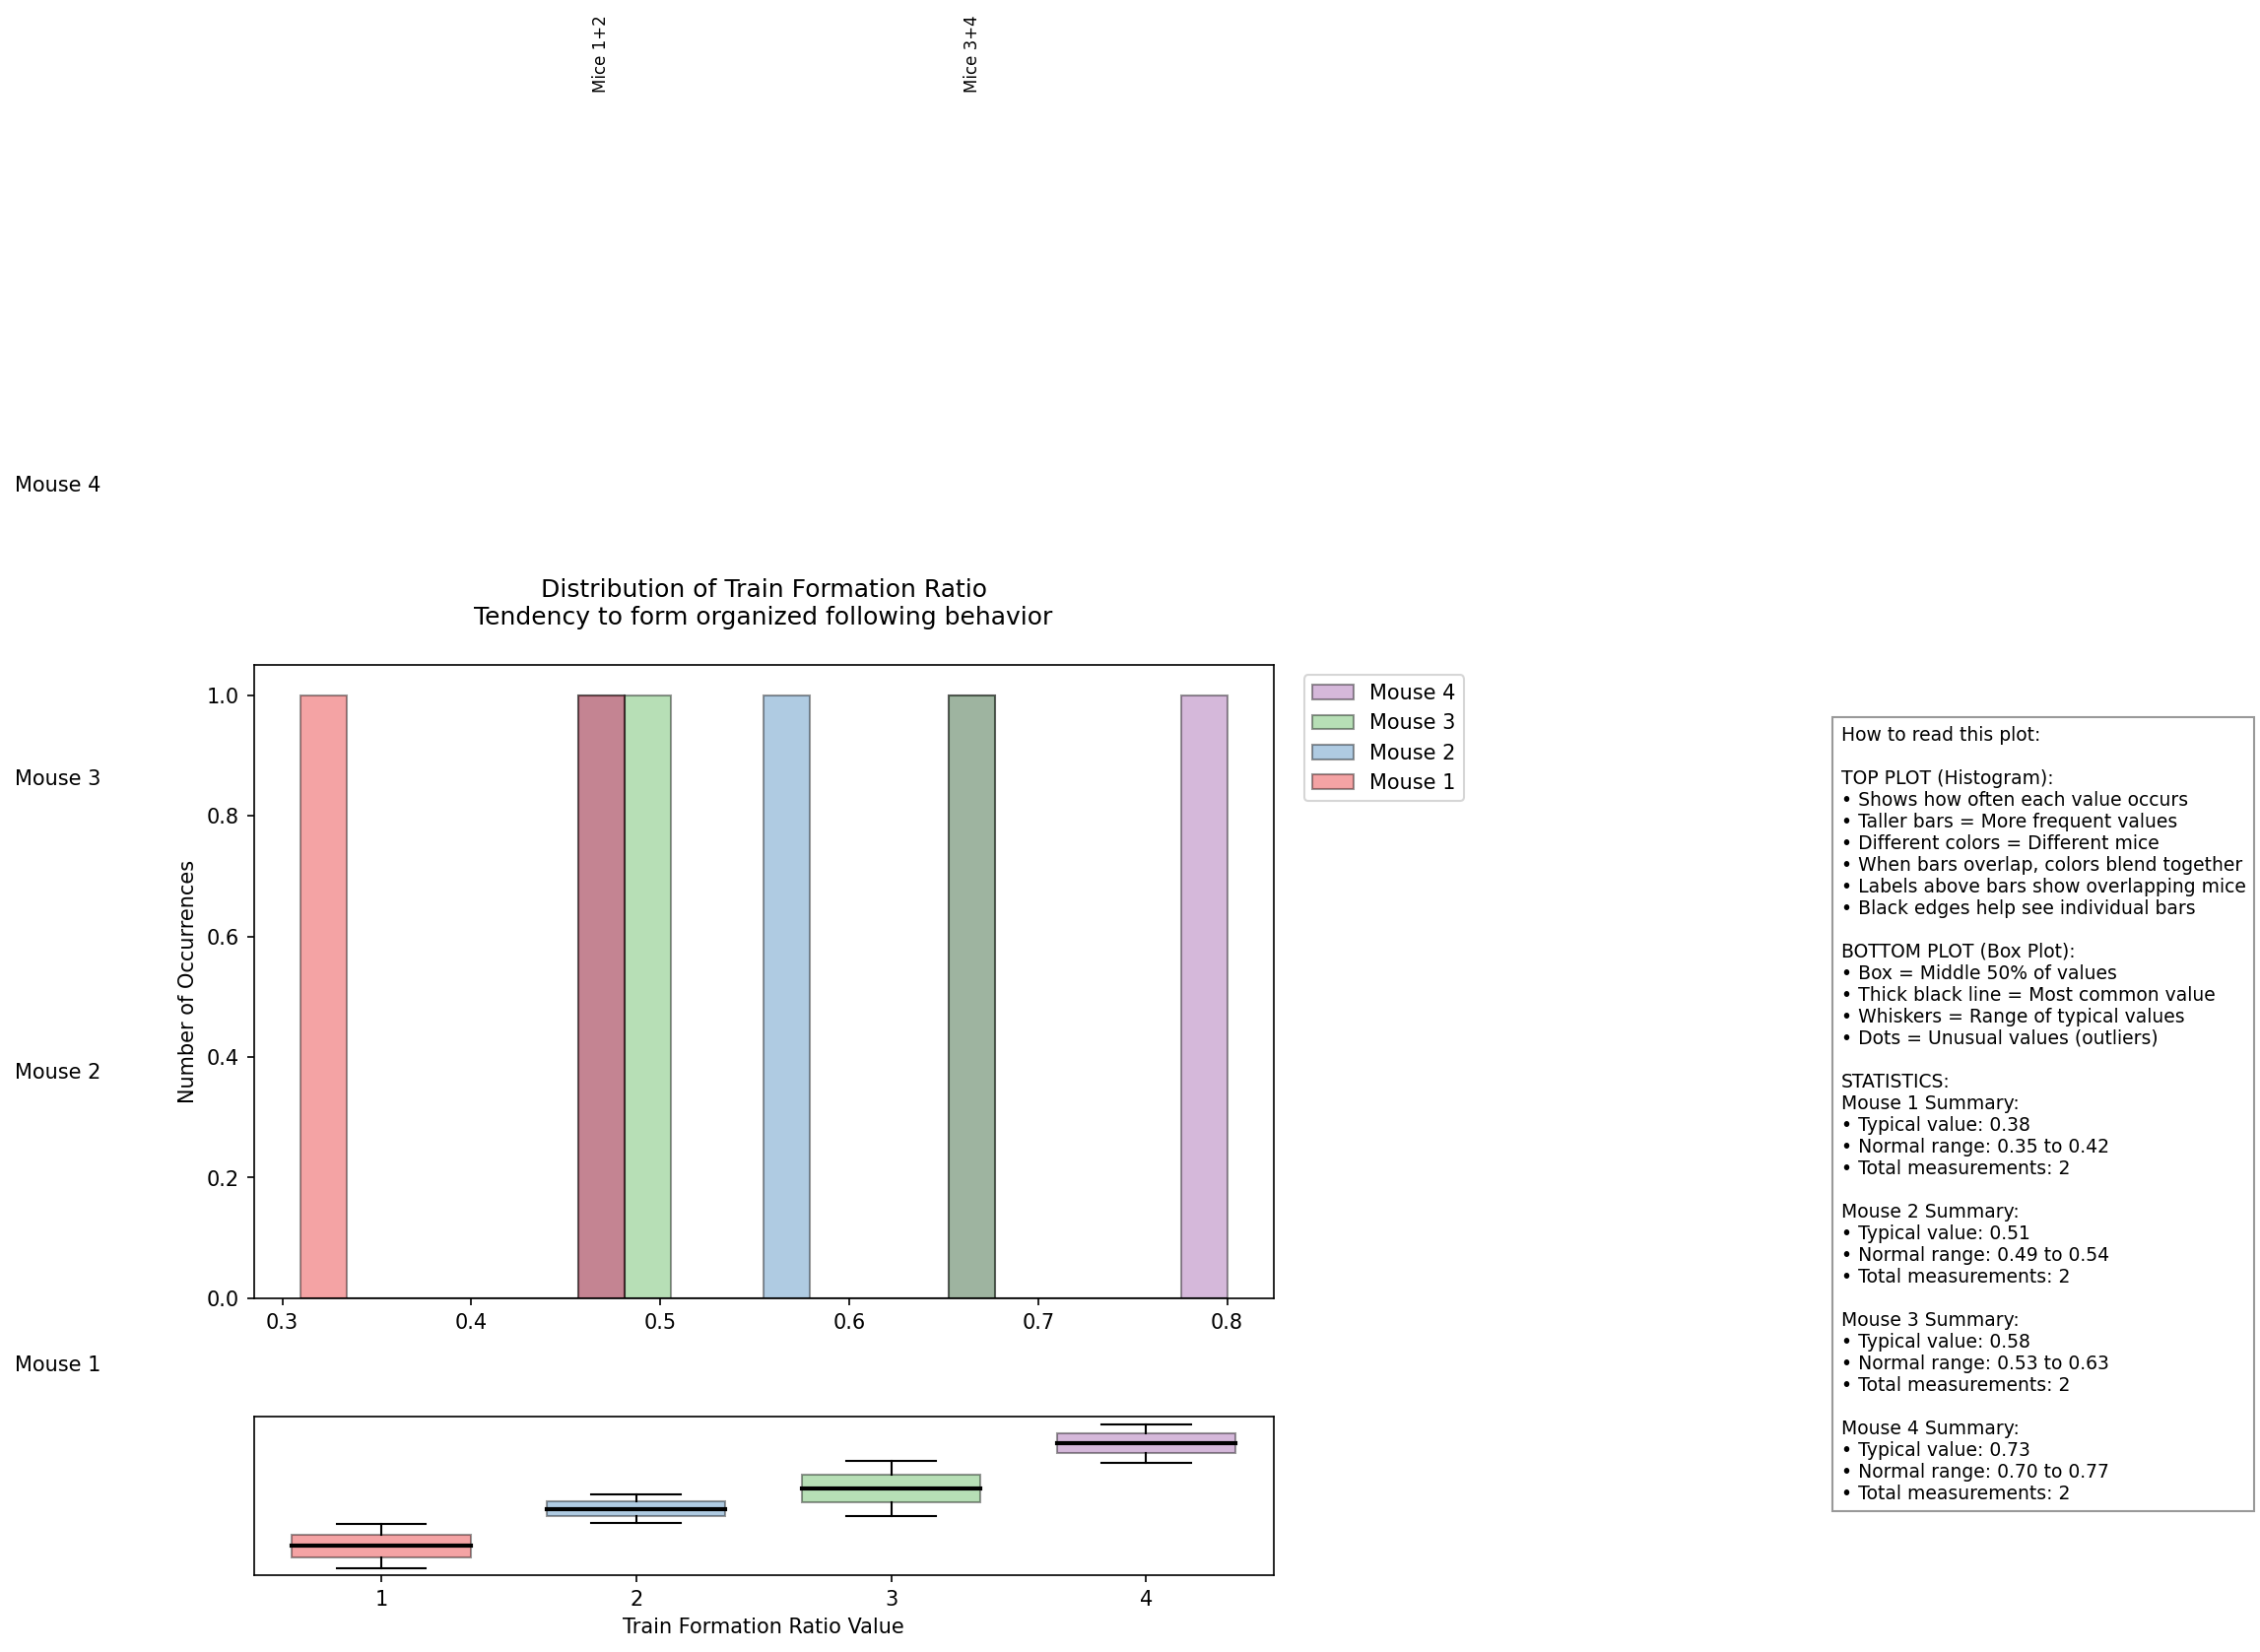 Mice 1+2
Mice 3+4
Mouse 4
Distribution of Train Formation Ratio
Tendency to form organized following behavior
Mouse 3
Mouse 2
Mouse 1
Number of Occurrences
1.0
0.8
0.6
0.4
0.2
0.0
0.3
0.4
0.5
0.6
0.7
0.8
Mouse 4
Mouse 3
Mouse 2
Mouse 1
1
2
3
4
Train Formation Ratio Value
How to read this plot:
TOP PLOT (Histogram):
• Shows how often each value occurs
• Taller bars = More frequent values
• Different colors = Different mice
• When bars overlap, colors blend together
• Labels above bars show overlapping mice
• Black edges help see individual bars
BOTTOM PLOT (Box Plot):
• Box = Middle 50% of values
• Thick black line = Most common value
• Whiskers = Range of typical values
• Dots = Unusual values (outliers)
STATISTICS:
Mouse 1 Summary:
• Typical value: 0.38
• Normal range: 0.35 to 0.42
• Total measurements: 2
Mouse 2 Summary:
• Typical value: 0.51
• Normal range: 0.49 to 0.54
• Total measurements: 2
Mouse 3 Summary:
• Typical value: 0.58
• Normal range: 0.53 to 0.63
• Total measurements: 2
Mouse 4 Summary:
• Typical value: 0.73
• Normal range: 0.70 to 0.77
• Total measurements: 2